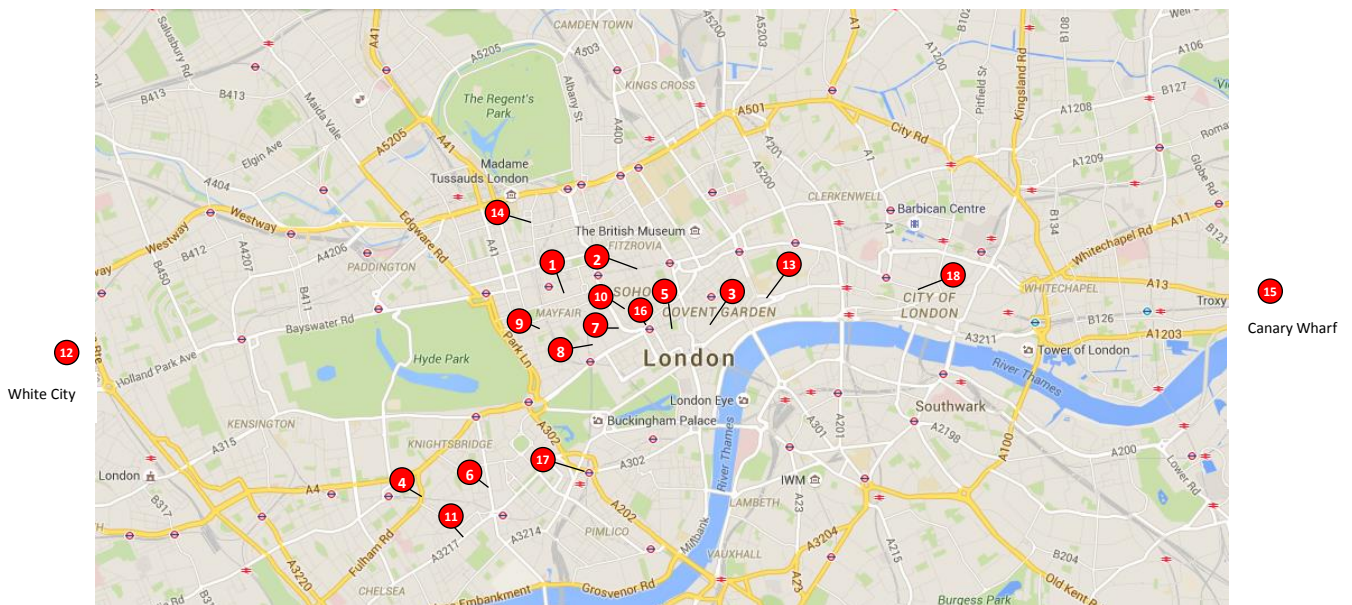 CAMDEN TOWN
A5200
A5203
A1
B102
B108
Salusbury Rd
A41
A5205
A503
A1200
Kingsland Rd
A106
B413
B413
Maida Vale
Albany St
KINGS CROSS
Pitfield St
B127
The Regent's
Park
A400
A501
A1208
City Rd
A5205
A41
A201
A1
Elgin Ave
A1209
Madame
Tussauds London
A5200
CLERKENWELL
Globe Rd
A404
Edgware Rd
14
Barbican Centre
B134
A11
Westway
Westway
The British Museum
FITZROVIA
Whitechapel Rd
B121
B412
A4207
A4206
A41
PADDINGTON
B450
1
2
13
18
A13
WHITECHAPEL
15
10
SOHO
5
3
CITY OF
LONDON
Troxy
16
MAYFAIR
COVENT GARDEN
Canary Wharf
Bayswater Rd
9
7
A1203
A3211
12
8
London
Tower of London
Holland Park Ave
Hyde Park
Park Ln
River Thames
White City
London Eye
Southwark
KENSINGTON
Buckingham Palace
A315
KNIGHTSBRIDGE
A302
A301
A201
A2198
A100
A200
17
A302
River Thames
Lower Rd
London
4
6
IWM
A4
B317
A23
LAMBETH
11
A202
PIMLICO
Millbank
A3214
A3217
A3204
Fulham Rd
VAUXHALL
A215
B204
A3220
CHELSEA
Grosvenor Rd
A23
Old Kent
Embankment
Burgess Park